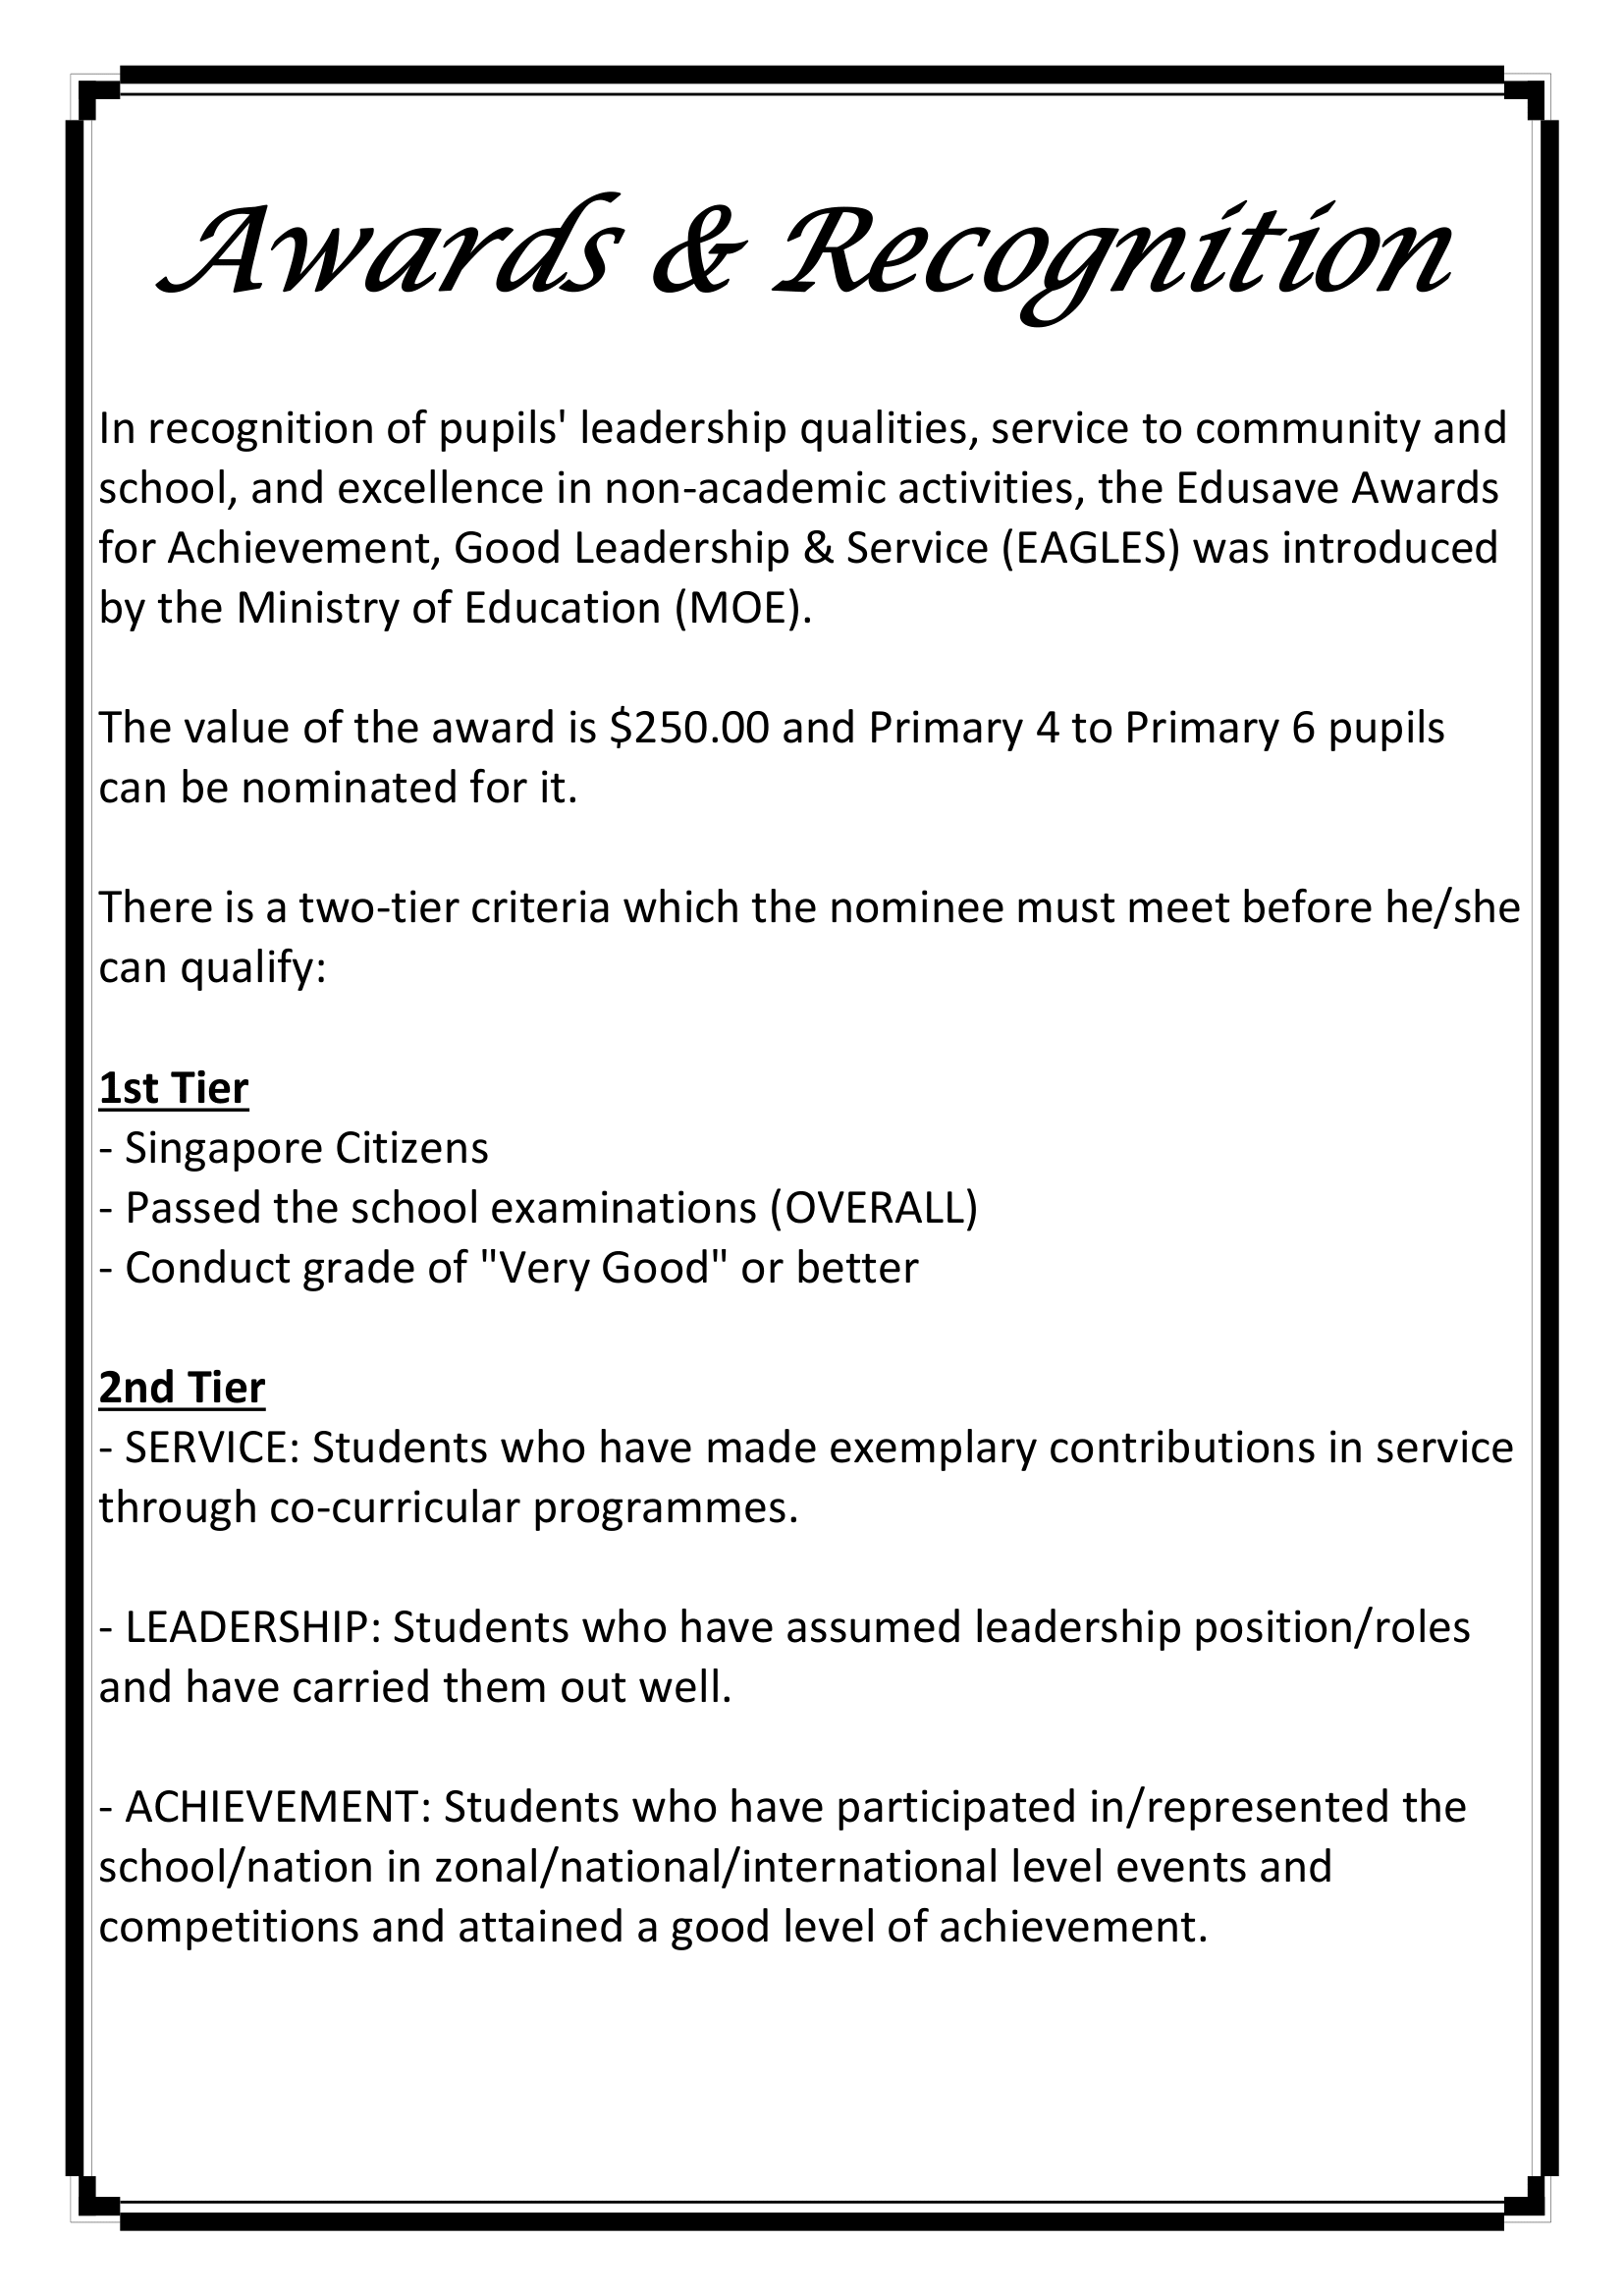 Awards & Recognition
In recognition of pupils' leadership qualities, service to community and
school, and excellence in non-academic activities, the Edusave Awards
for Achievement, Good Leadership & Service (EAGLES) was introduced
by the Ministry of Education (MOE).
The value of the award is $250.00 and Primary 4 to Primary 6 pupils
can be nominated for it.
There is a two-tier criteria which the nominee must meet before he/she
can qualify:
1st Tier
- Singapore Citizens
- Passed the school examinations (OVERALL)
- Conduct grade of "Very Good" or better
2nd Tier
- SERVICE: Students who have made exemplary contributions in service
through co-curricular programmes.
- LEADERSHIP: Students who have assumed leadership position/roles
and have carried them out well.
- ACHIEVEMENT: Students who have participated in/represented the
school/nation in zonal/national/international level events and
competitions and attained a good level of achievement.